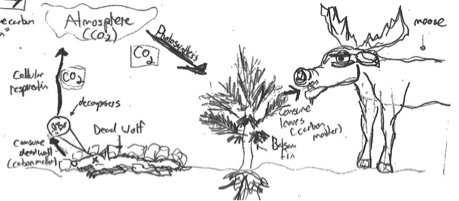 Atmosphere
(CO2)
Photosynthesis
CO2
moose
Cellular
respiration
CO2
decomposers
Dead Wolf
Consume
dead wolf
(carbon matter)
Consume
leaves
(carbon
matter)
Balsam
Fir